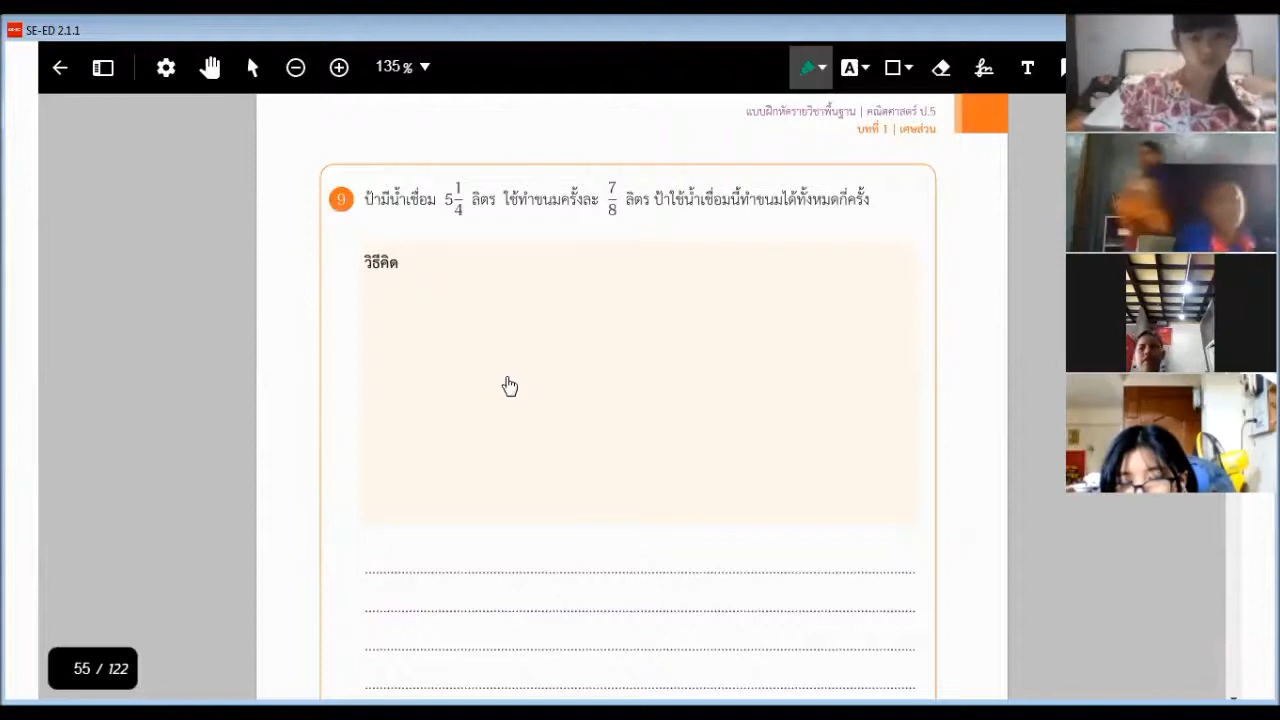 SE-ED 2.1.1
135 %
A
T
แบบฝึกหัดรายวิชาพื้นฐาน | คณิตศาสตร์ ป.5
บทที่ 1 | เศษส่วน
9 ป้ามีน้ำเชื่อม 5 1/4 ลิตร ใช้ทำขนมครั้งละ 7/8 ลิตร ป้าใช้น้ำเชื่อมนี้ทำขนมได้ทั้งหมดกี่ครั้ง
วิธีคิด
55 / 122